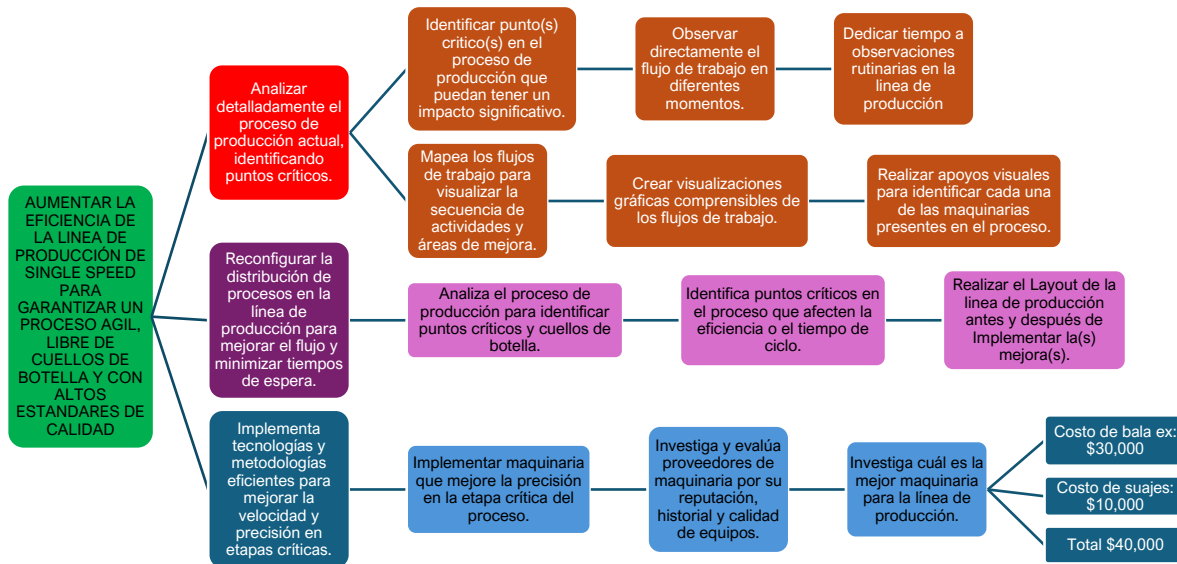 AUMENTAR LA
EFICIENCIA DE
LA LINEA DE
PRODUCCIÓN DE
SINGLE SPEED
PARA
GARANTIZAR UN
PROCESO AGIL,
LIBRE DE
CUELLOS DE
BOTELLA Y CON
ALTOS
ESTANDARES DE
CALIDAD
Analizar
detalladamente el
proceso de
producción actual,
identificando
puntos críticos.
Identificar punto(s)
critico(s) en el
proceso de
producción que
puedan tener un
impacto significativo.
Observar
directamente el
flujo de trabajo en
diferentes
momentos.
Dedicar tiempo a
observaciones
rutinarias en la
linea de
producción
Mapea los flujos
de trabajo para
visualizar la
secuencia de
actividades y
áreas de mejora.
Crear visualizaciones
gráficas comprensibles de
los flujos de trabajo.
Realizar apoyos visuales
para identificar cada una
de las maquinarias
presentes en el proceso.
Reconfigurar la
distribución de
procesos en la
línea de
producción para
mejorar el flujo y
minimizar tiempos
de espera.
Analiza el proceso de
producción para identificar
puntos críticos y cuellos de
botella.
Identifica puntos críticos en
el proceso que afecten la
eficiencia o el tiempo de
ciclo.
Realizar el Layout de la
linea de producción
antes y después de
Implementar la(s)
mejora(s).
Implementa
tecnologías y
metodologías
eficientes para
mejorar la
velocidad y
precisión en
etapas críticas.
Implementar maquinaria
que mejore la precisión
en la etapa crítica del
proceso.
Investiga y evalúa
proveedores de
maquinaria por su
reputación,
historial y calidad
de equipos.
Investiga cuál es la
mejor maquinaria
para la línea de
producción.
Costo de bala ex:
$30,000
Costo de suajes:
$10,000
Total $40,000